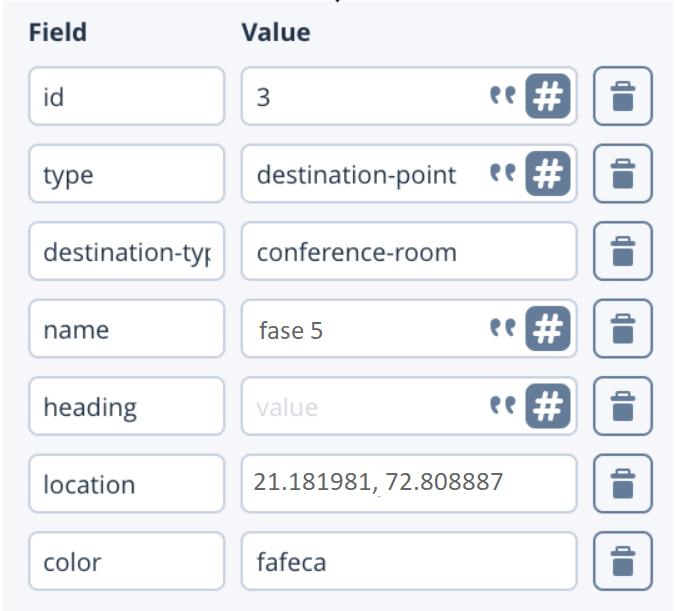 Field Value
id 3 #
type destination-point #
destination-typ conference-room
name fase 5 #
heading value #
location 21.181981, 72.808887
color fafeca